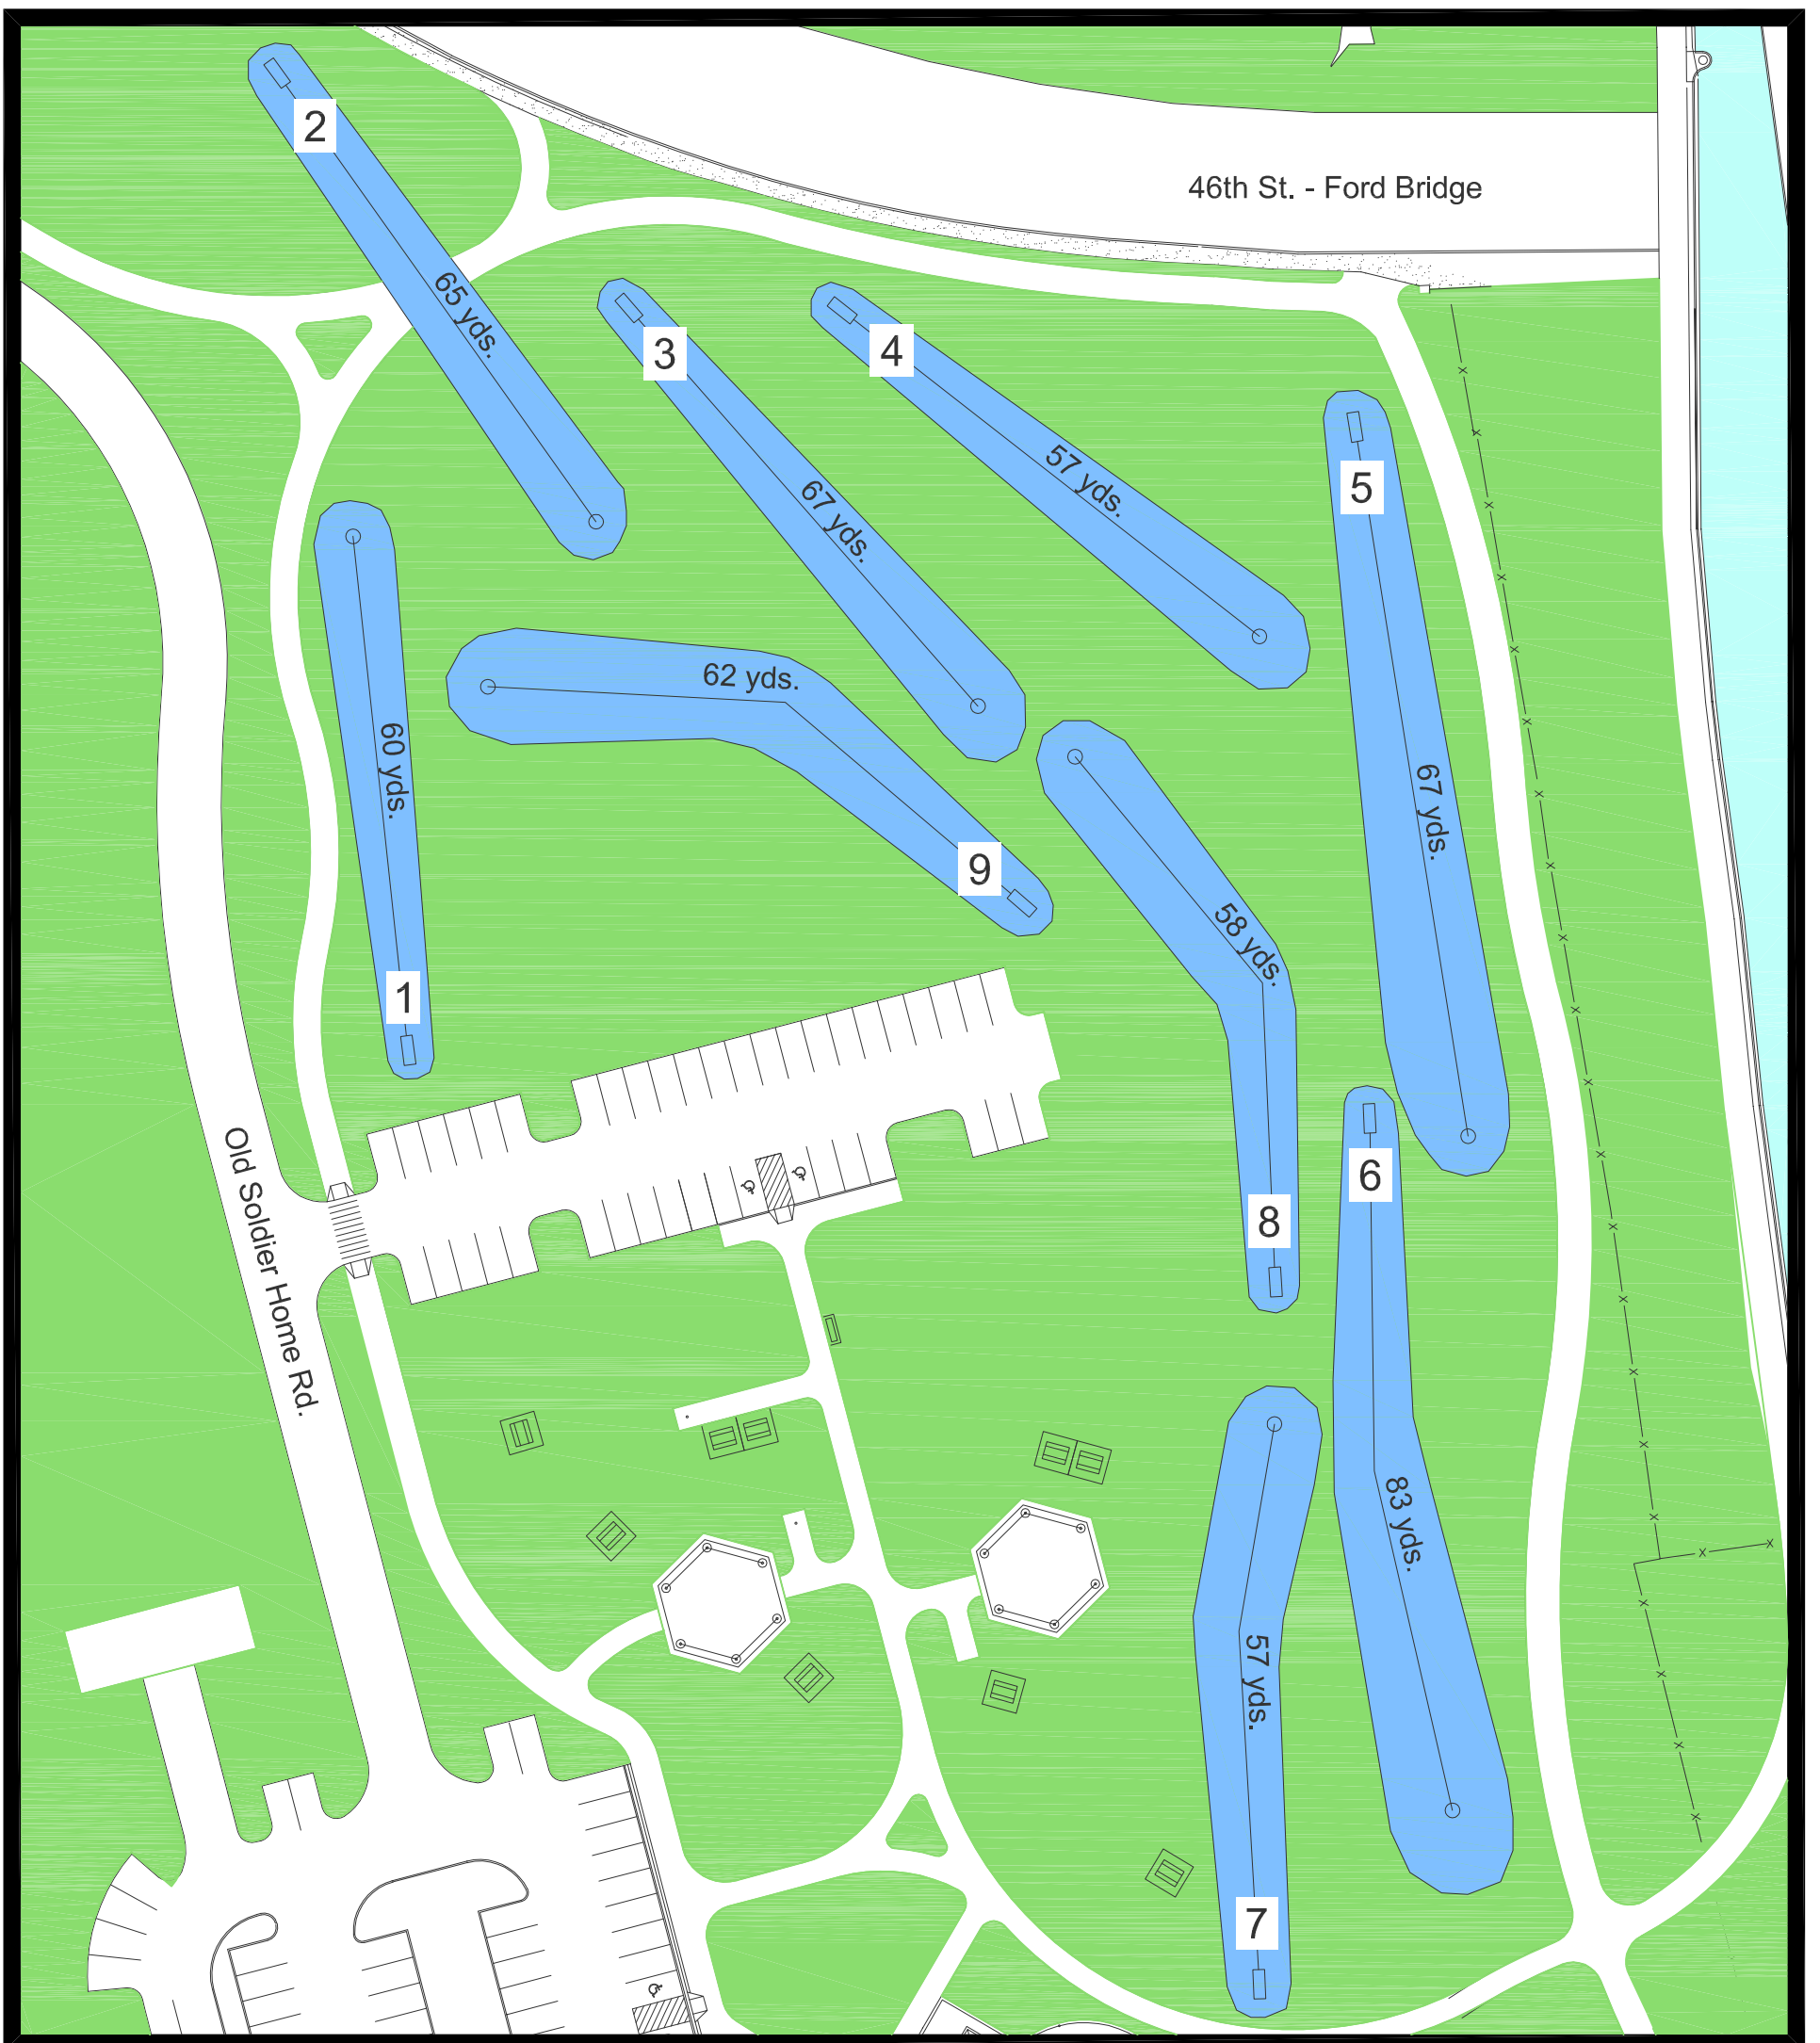 2
46th St. - Ford Bridge
65 yds.
3
4
5
67 yds.
57 yds.
62 yds.
60 yds.
67 yds.
9
58 yds.
1
6
8
Old Soldier Home Rd.
83 yds.
57 yds.
7